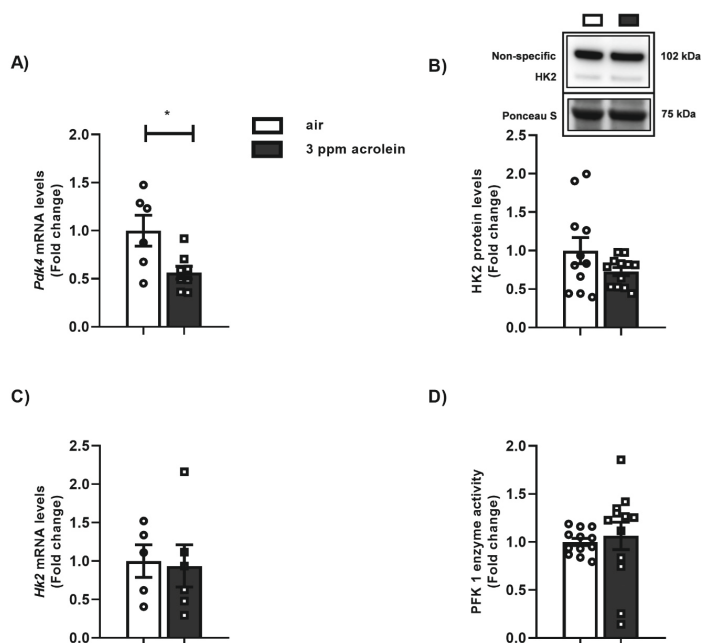 A)
*
2.0
1.5
1.0
0.5
0.0
Pdk4 mRNA levels
(Fold change)
air
3 ppm acrolein
B)
Non-specific
102 kDa
HK2
Ponceau S
75 kDa
2.5
2.0
1.5
1.0
0.5
0.0
HK2 protein levels
(Fold change)
C)
2.5
2.0
1.5
1.0
0.5
0.0
Hk2 mRNA levels
(Fold change)
D)
2.0
1.5
1.0
0.5
0.0
PFK 1 enzyme activity
(Fold change)